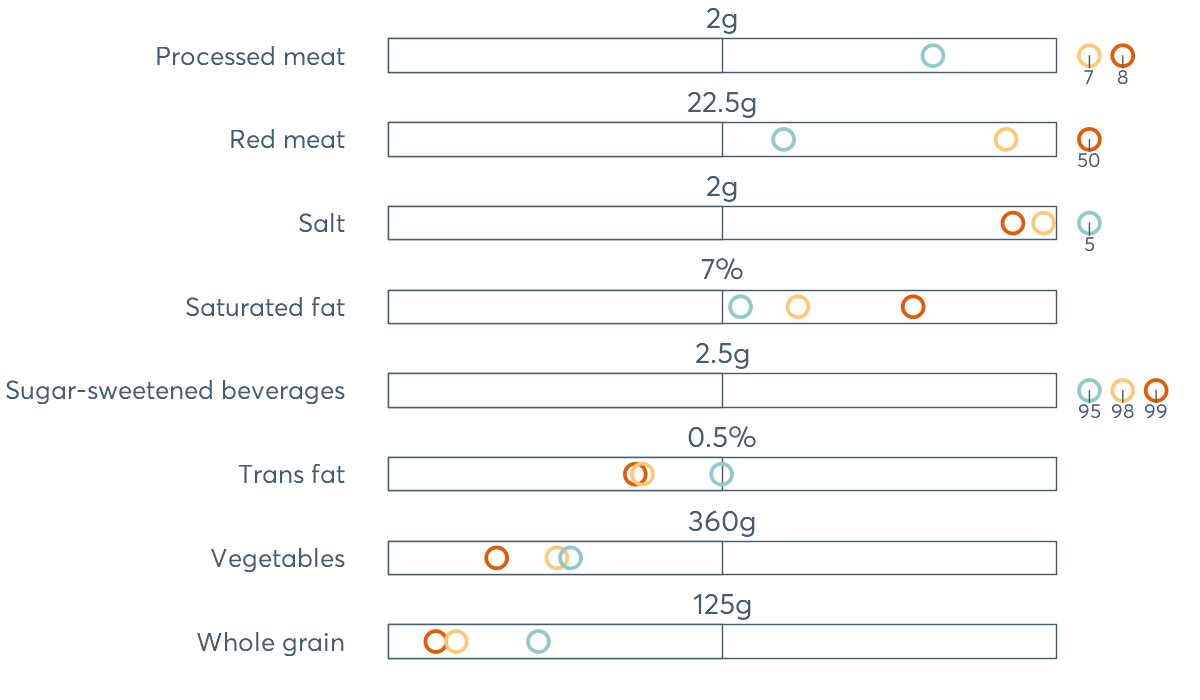 2g
Processed meat
7 8
22.5g
Red meat
50
2g
Salt
5
7%
Saturated fat
2.5g
Sugar-sweetened beverages
95 98 99
0.5%
Trans fat
360g
Vegetables
125g
Whole grain